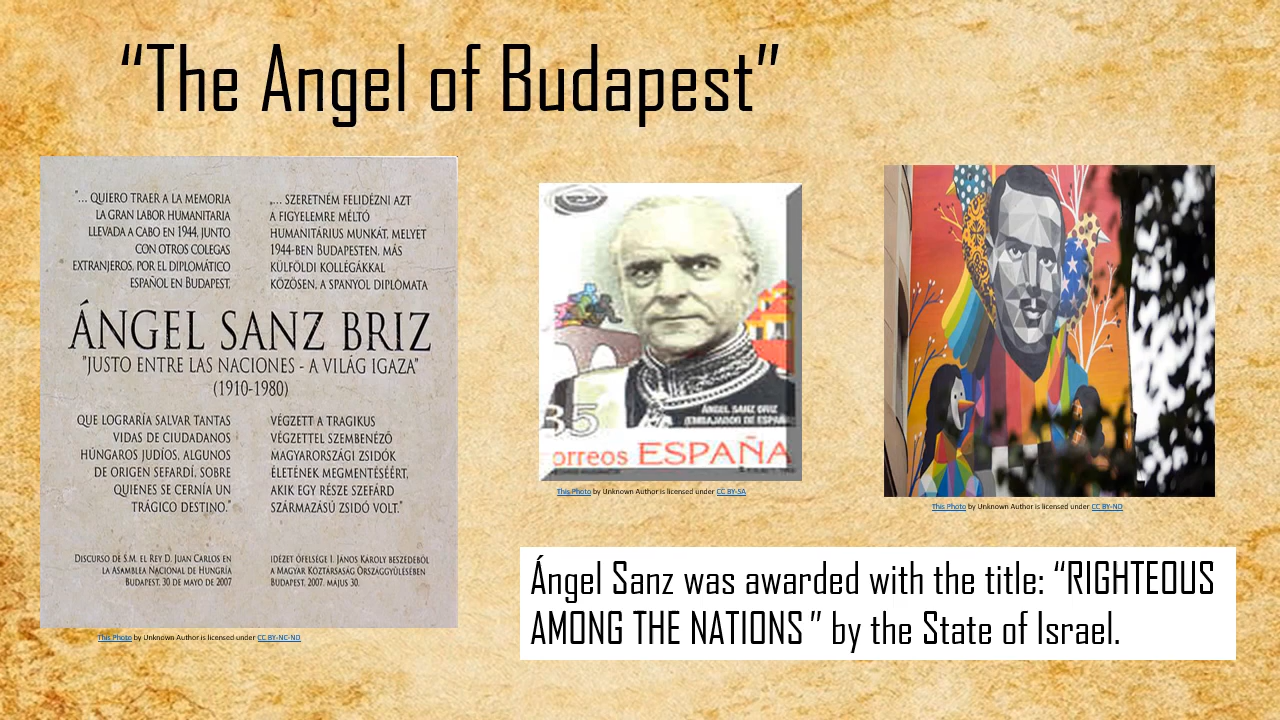 “The Angel of Budapest”
"... QUIERO TRAER A LA MEMORIA
LA GRAN LABOR HUMANITARIA
LLEVADA A CABO EN 1944, JUNTO
CON OTROS COLEGAS
EXTRANJEROS, POR EL DIPLOMÁTICO
ESPAÑOL EN BUDAPEST,
„... SZERETNÉM FELIDÉZNI AZT
A FIGYELEMRE MÉLTÓ
HUMANITÁRIUS MUNKÁT, MELYET
1944-BEN BUDAPESTEN, MÁS
KÜLFÖLDI KOLLÉGÁKKAL
KÖZÖSEN, A SPANYOL DIPLOMATA
ÁNGEL SANZ BRIZ
"JUSTO ENTRE LAS NACIONES - A VILÁG IGAZA"
(1910-1980)
QUE LOGRARÍA SALVAR TANTAS
VIDAS DE CIUDADANOS
HÚNGAROS JUDÍOS, ALGUNOS
DE ORIGEN SEFARDÍ, SOBRE
QUIENES SE CERNÍA UN
TRÁGICO DESTINO."
VÉGZETT A TRAGIKUS
VÉGZETTEL SZEMBENÉZŐ
MAGYARORSZÁGI ZSIDÓK
ÉLETÉNEK MEGMENTÉSÉÉRT,
AKIK EGY RÉSZE SZEFÁRD
SZÁRMAZÁSÚ ZSIDÓ VOLT."
DISCURSO DE S.M. EL REY D. JUAN CARLOS EN
LA ASAMBLEA NACIONAL DE HUNGRÍA
BUDAPEST, 30 DE MAYO DE 2007
IDÉZET ŐFELSÉGE I. JÁNOS KÁROLY BESZÉDÉBŐL
A MAGYAR KÖZTÁRSASÁG ORSZÁGGYŰLÉSÉBEN
BUDAPEST, 2007. MÁJUS 30.
This Photo by Unknown Author is licensed under CC BY-NC-ND
35
ÁNGEL SANZ BRIZ
(EMBAJADOR DE ESPAÑA
orreos ESPAÑA
This Photo by Unknown Author is licensed under CC BY-SA
This Photo by Unknown Author is licensed under CC BY-ND
Ángel Sanz was awarded with the title: “RIGHTEOUS
AMONG THE NATIONS” by the State of Israel.